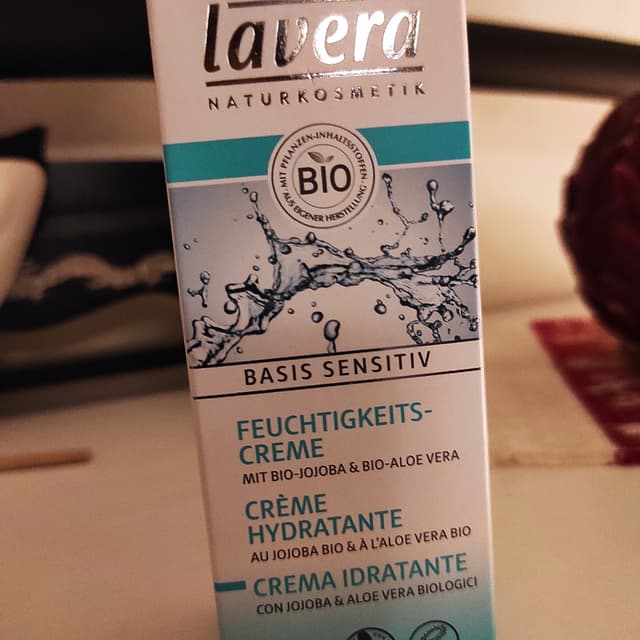 lavera
NATURKOSMETIK
MIT PFLANZEN-INHALTSSTOFFEN
BIO
AUS EIGENER HERSTELLUNG
BASIS SENSITIV
FEUCHTIGKEITS-
CREME
MIT BIO-JOJOBA & BIO-ALOE VERA
CRÈME
HYDRATANTE
AU JOJOBA BIO & À L'ALOE VERA BIO
CREMA IDRATANTE
CON JOJOBA & ALOE VERA BIOLOGICI